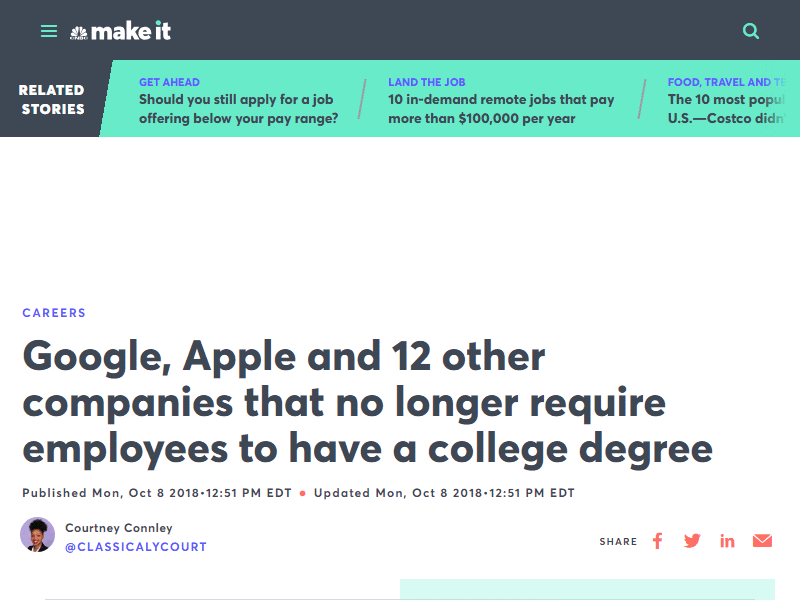 CNBC make it
RELATED
STORIES
GET AHEAD
Should you still apply for a job
offering below your pay range?
LAND THE JOB
10 in-demand remote jobs that pay
more than $100,000 per year
FOOD, TRAVEL AND TE
The 10 most popul
U.S.—Costco didn'
CAREERS
Google, Apple and 12 other
companies that no longer require
employees to have a college degree
Published Mon, Oct 8 2018•12:51 PM EDT • Updated Mon, Oct 8 2018•12:51 PM EDT
Courtney Connley
@CLASSICALYCOURT
SHARE